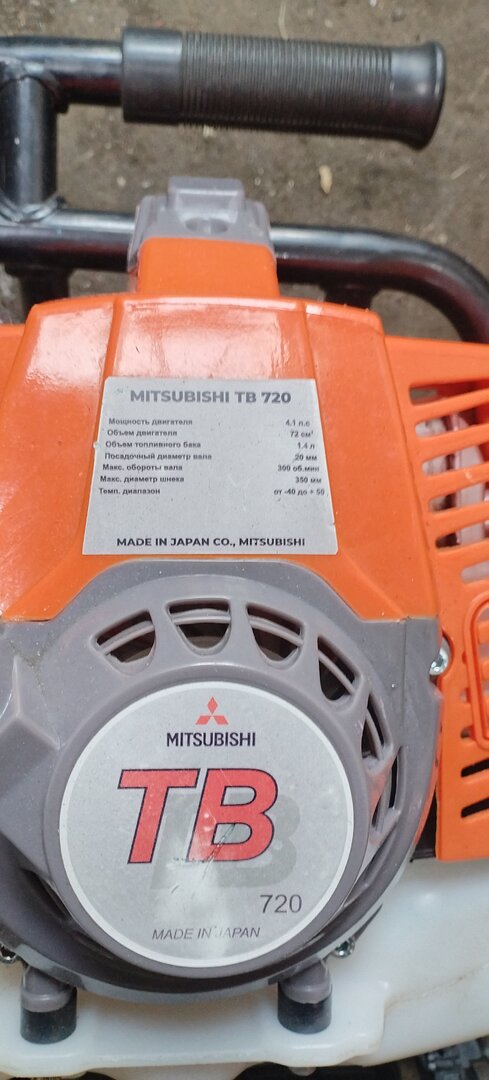 MITSUBISHI TB 720
Мощность двигателя 4.1 л.с
Объем двигателя 72 см³
Объем топливного бака 1.4 л
Посадочный диаметр вала 20 мм
Макс. обороты вала 300 об.мин
Макс. диаметр шнека 350 мм
Темп. диапазон от -40 до + 50
MADE IN JAPAN CO., MITSUBISHI
MITSUBISHI
TB
720
MADE IN JAPAN